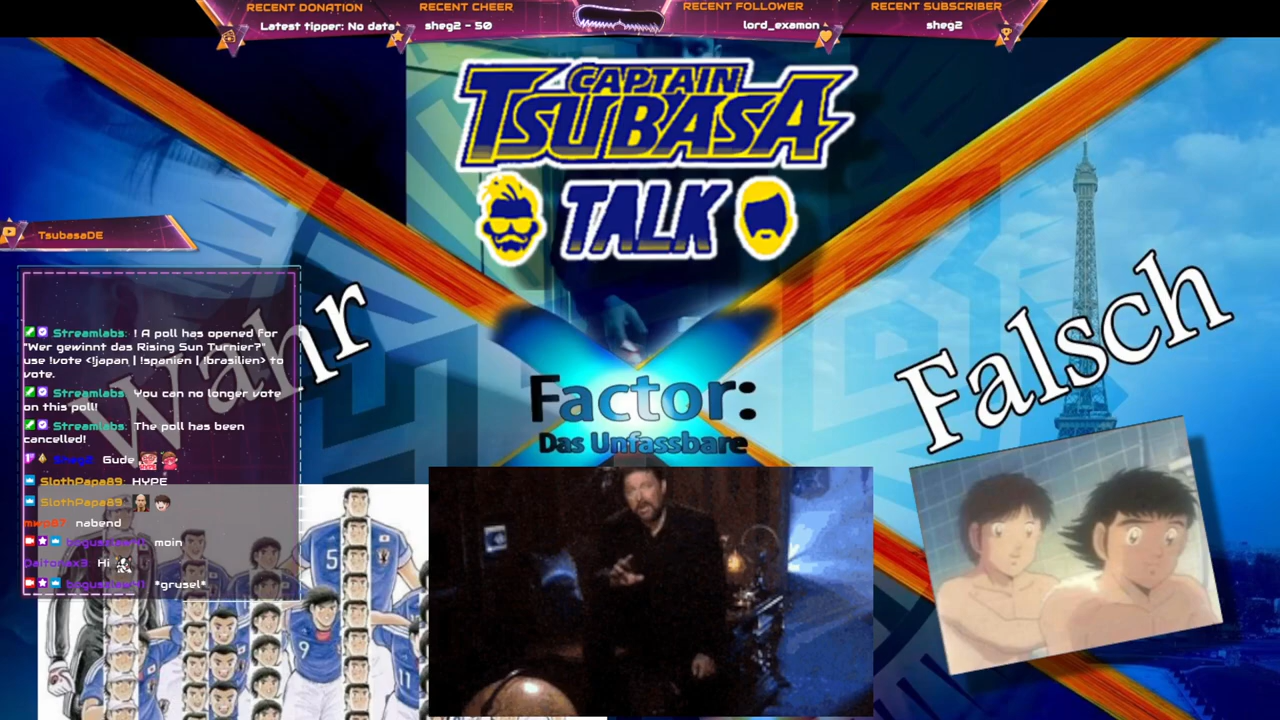 RECENT DONATION
Latest tipper: No data
RECENT CHEER
sheg2 - 50
RECENT FOLLOWER
lord_examon
RECENT SUBSCRIBER
sheg2
CAPTAIN
TSUBASA
TALK
TsubasaDE
Wahr
Falsch
Factor:
Das Unfassbare
Streamlabs: ! A poll has opened for
"Wer gewinnt das Rising Sun Turnier?"
use !vote <!japan | !spanien | !brasilien> to
vote.
Streamlabs: You can no longer vote
on this poll!
Streamlabs: The poll has been
cancelled!
Gude
SlothPapa89: HYPE
SlothPapa89:
nabend
moin
Hi
*grusel*
5
9
11